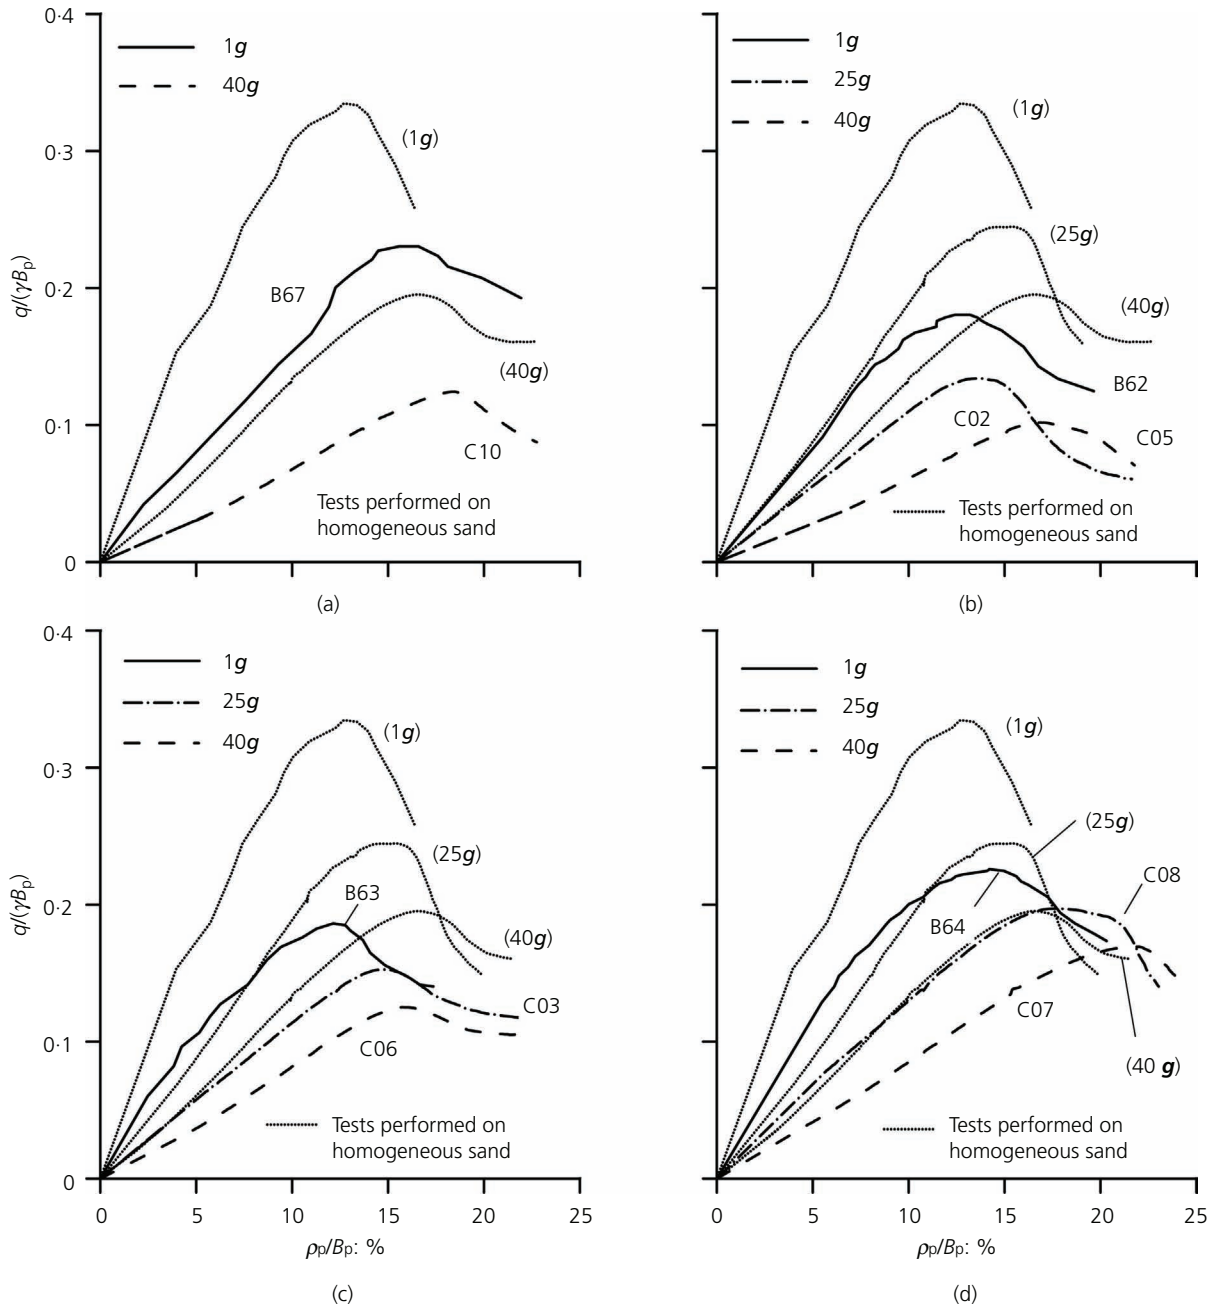 0·4
1g
40g
(1g)
0·3
q/(γBp)
B67
0·2
(40g)
0·1
C10
Tests performed on
homogeneous sand
0
(a)
1g
25g
40g
(1g)
(25g)
(40g)
B62
C02
C05
Tests performed on
homogeneous sand
(b)
0·4
1g
25g
40g
(1g)
0·3
q/(γBp)
(25g)
B63
0·2
(40g)
C03
0·1
C06
Tests performed on
homogeneous sand
0
0 5 10 15 20 25
ρp/Bp: %
(c)
1g
25g
40g
(1g)
(25g)
C08
B64
C07
(40 g)
Tests performed on
homogeneous sand
0 5 10 15 20 25
ρp/Bp: %
(d)